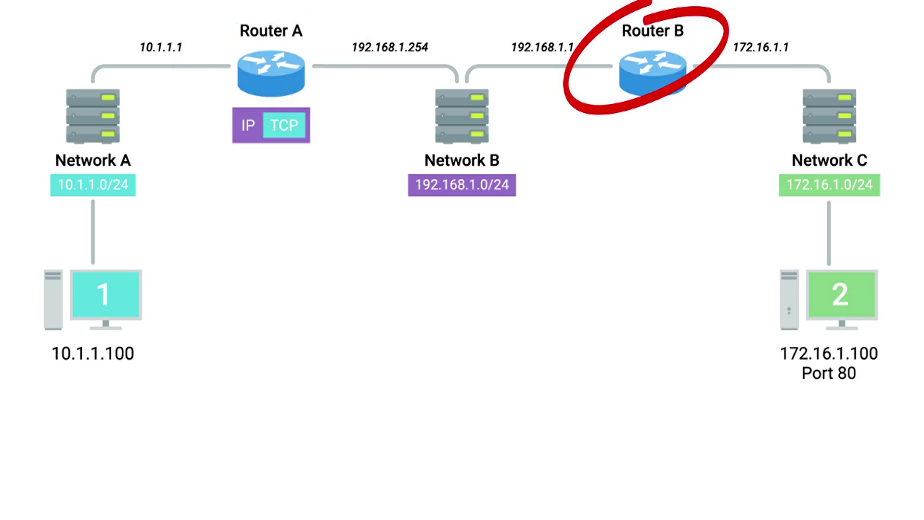 Router A
Router B
10.1.1.1
192.168.1.254
192.168.1.1
172.16.1.1
IP TCP
Network A
Network B
Network C
10.1.1.0/24
192.168.1.0/24
172.16.1.0/24
1
2
10.1.1.100
172.16.1.100
Port 80